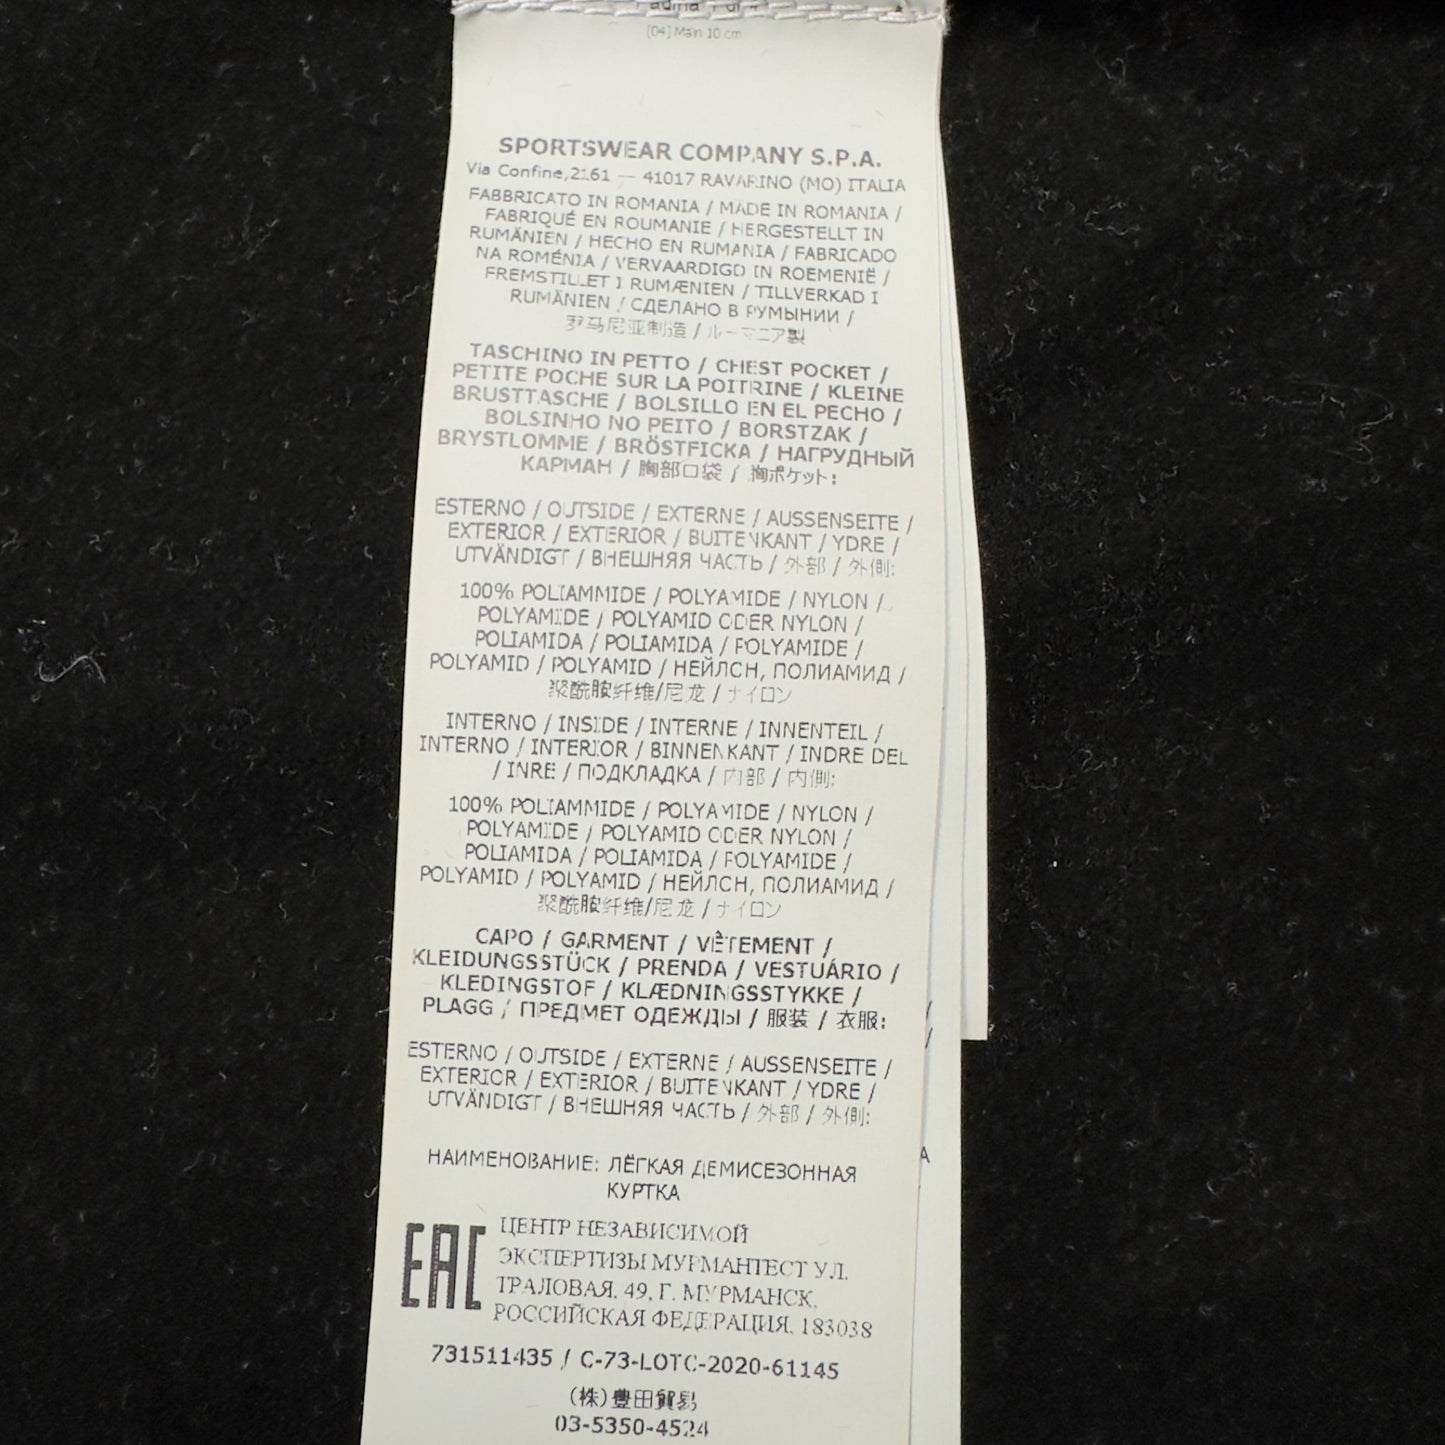 [04] Main 10 cm
SPORTSWEAR COMPANY S.P.A.
Via Confine,2161 — 41017 RAVARINO (MO) ITALIA
FABBRICATO IN ROMANIA / MADE IN ROMANIA /
FABRIQUÉ EN ROUMANIE / HERGESTELLT IN
RUMÄNIEN / HECHO EN RUMANIA / FABRICADO
NA ROMÉNIA / VERVAARDIGD IN ROEMENIË /
FREMSTILLET I RUMÆNIEN / TILLVERKAD I
RUMÄNIEN / СДЕЛАНО В РУМЫНИИ /
罗马尼亚制造 / ルーマニア製
TASCHINO IN PETTO / CHEST POCKET /
PETITE POCHE SUR LA POITRINE / KLEINE
BRUSTTASCHE / BOLSILLO EN EL PECHO /
BOLSINHO NO PEITO / BORSTZAK /
BRYSTLOMME / BRÖSTFICKA / НАГРУДНЫЙ
КАРМАН / 胸部口袋 / 胸ポケット:
ESTERNO / OUTSIDE / EXTERNE / AUSSENSEITE /
EXTERIOR / EXTERIOR / BUITENKANT / YDRE /
UTVÄNDIGT / ВНЕШНЯЯ ЧАСТЬ / 外部 / 外側:
100% POLIAMMIDE / POLYAMIDE / NYLON /
POLYAMIDE / POLYAMID ODER NYLON /
POLIAMIDA / POLIAMIDA / POLYAMIDE /
POLYAMID / POLYAMID / НЕЙЛОН, ПОЛИАМИД /
聚酰胺纤维/尼龙 / ナイロン
INTERNO / INSIDE / INTERNE / INNENTEIL /
INTERNO / INTERIOR / BINNENKANT / INDRE DEL
/ INRE / ПОДКЛАДКА / 内部 / 内側:
100% POLIAMMIDE / POLYAMIDE / NYLON /
POLYAMIDE / POLYAMID ODER NYLON /
POLIAMIDA / POLIAMIDA / POLYAMIDE /
POLYAMID / POLYAMID / НЕЙЛОН, ПОЛИАМИД /
聚酰胺纤维/尼龙 / ナイロン
CAPO / GARMENT / VÊTEMENT /
KLEIDUNGSSTÜCK / PRENDA / VESTUÁRIO /
KLEDINGSTOF / KLÆDNINGSSTYKKE /
PLAGG / ПРЕДМЕТ ОДЕЖДЫ / 服装 / 衣服:
ESTERNO / OUTSIDE / EXTERNE / AUSSENSEITE /
EXTERIOR / EXTERIOR / BUITENKANT / YDRE /
UTVÄNDIGT / ВНЕШНЯЯ ЧАСТЬ / 外部 / 外側:
НАИМЕНОВАНИЕ: ЛЁГКАЯ ДЕМИСЕЗОННАЯ
КУРТКА
EAC
ЦЕНТР НЕЗАВИСИМОЙ
ЭКСПЕРТИЗЫ МУРМАНТЕСТ УЛ.
ТРАЛОВАЯ, 49, Г. МУРМАНСК,
РОССИЙСКАЯ ФЕДЕРАЦИЯ, 183038
731511435 / C-73-LOTC-2020-61145
(株)豊田貿易
03-5350-4524